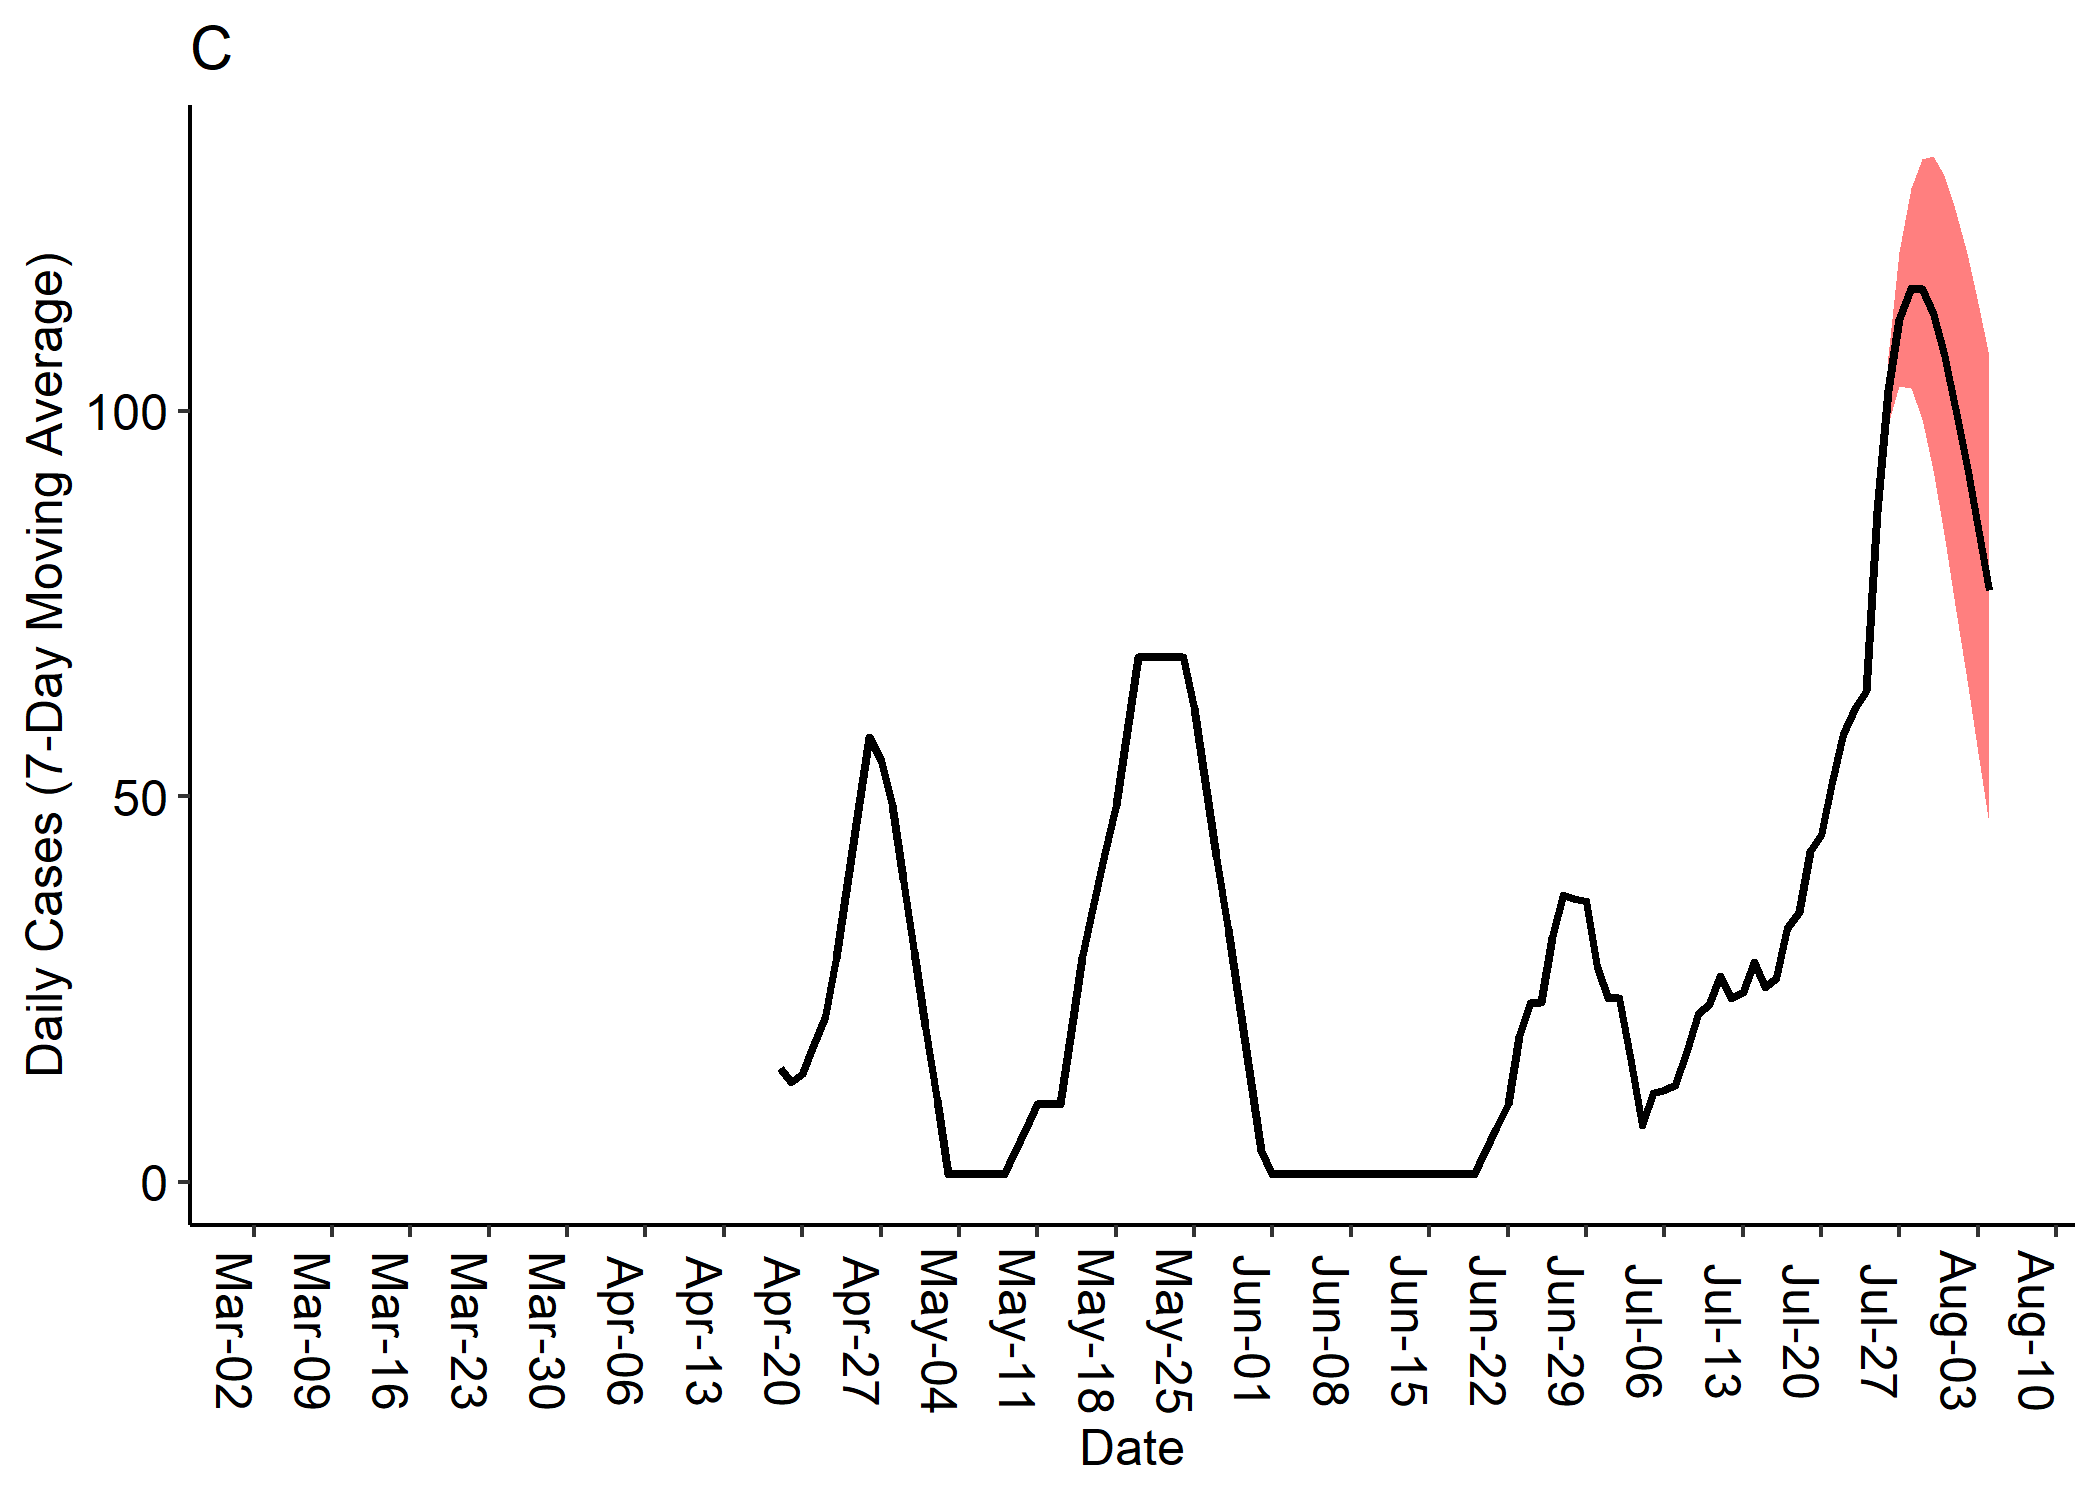 C
Daily Cases (7-Day Moving Average)
100
50
0
Mar-02
Mar-09
Mar-16
Mar-23
Mar-30
Apr-06
Apr-13
Apr-20
Apr-27
May-04
May-11
May-18
May-25
Jun-01
Jun-08
Jun-15
Jun-22
Jun-29
Jul-06
Jul-13
Jul-20
Jul-27
Aug-03
Aug-10
Date